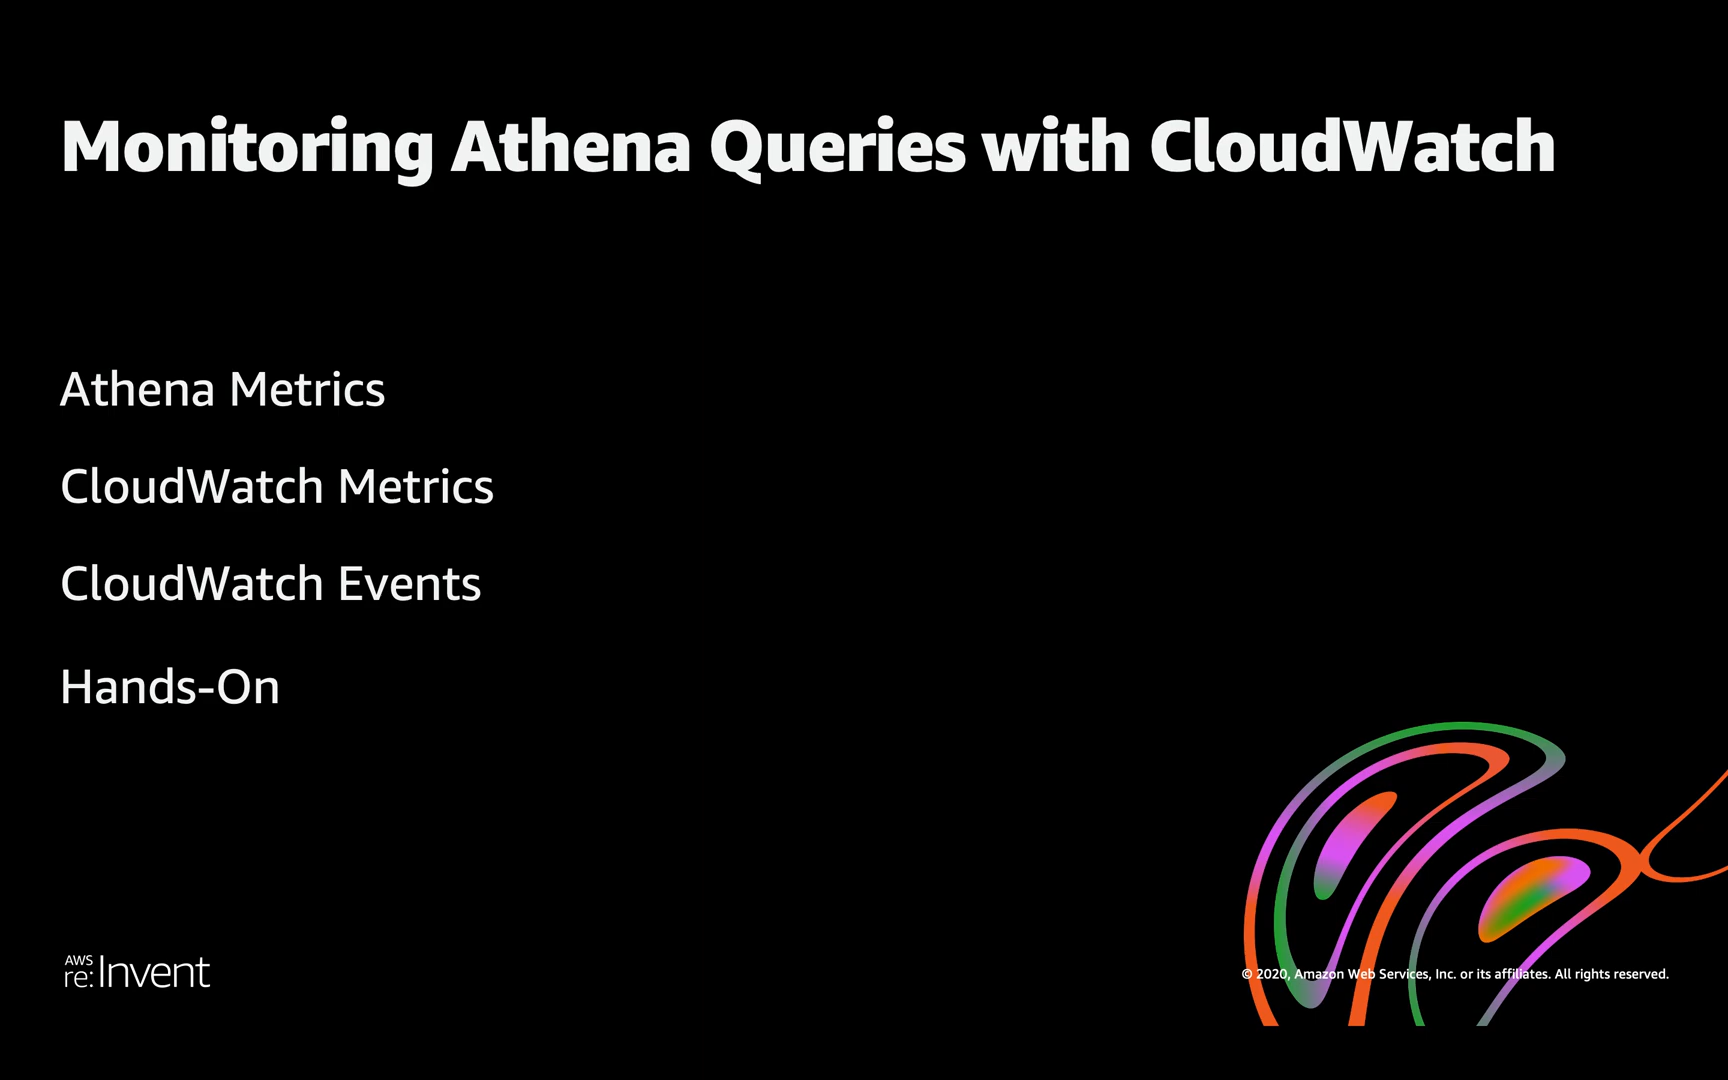 Monitoring Athena Queries with CloudWatch
Athena Metrics
CloudWatch Metrics
CloudWatch Events
Hands-On
AWS
re:Invent
© 2020, Amazon Web Services, Inc. or its affiliates. All rights reserved.